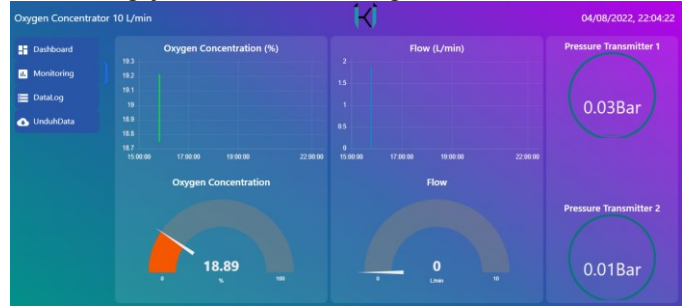 Oxygen Concentrator 10 L/min
04/08/2022, 22:04:22
Dashboard
Monitoring
DataLog
UnduhData
Oxygen Concentration (%)
19.3
19.2
19.1
19
18.9
18.8
18.7
15:00:00 17:00:00 19:00:00 22:00:00
Flow (L/min)
2
1.5
1
0.5
0
15:00:00 17:00:00 19:00:00 22:00:00
Pressure Transmitter 1
0.03Bar
Oxygen Concentration
18.89
%
0 100
Flow
0
L/min
0 10
Pressure Transmitter 2
0.01Bar